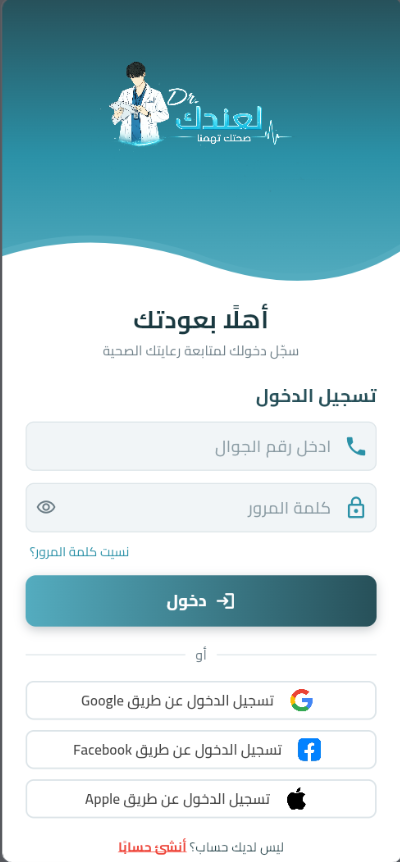 Dr.
لعندك
صحتك تهمنا
أهلًا بعودتك
سجّل دخولك لمتابعة رعايتك الصحية
تسجيل الدخول
ادخل رقم الجوال
كلمة المرور
نسيت كلمة المرور؟
دخول
أو
تسجيل الدخول عن طريق Google
تسجيل الدخول عن طريق Facebook
تسجيل الدخول عن طريق Apple
ليس لديك حساب؟ أنشئ حسابًا